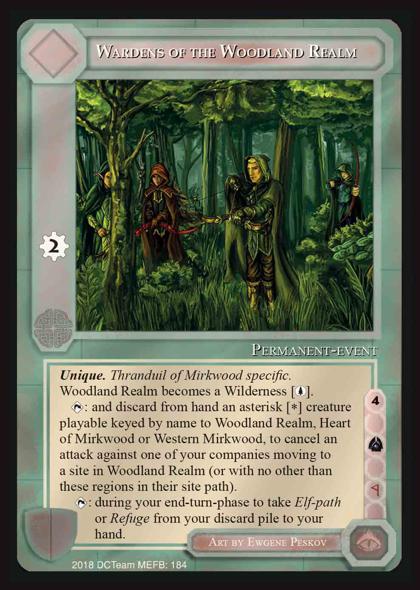 Wardens of the Woodland Realm
2
Permanent-event
Unique. Thranduil of Mirkwood specific.
Woodland Realm becomes a Wilderness [].
: and discard from hand an asterisk [*] creature
playable keyed by name to Woodland Realm, Heart
of Mirkwood or Western Mirkwood, to cancel an
attack against one of your companies moving to
a site in Woodland Realm (or with no other than
these regions in their site path).
: during your end-turn-phase to take Elf-path
or Refuge from your discard pile to your
hand.
4
Art by Ewgene Peskov
2018 DCTeam MEFB: 184